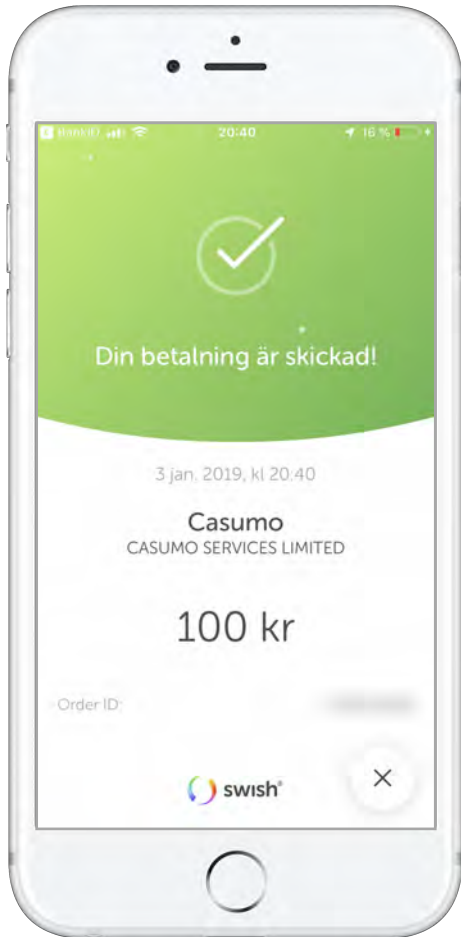 20:40
16 %
Din betalning är skickad!
3 jan. 2019, kl 20:40
Casumo
CASUMO SERVICES LIMITED
100 kr
Order ID:
swish®